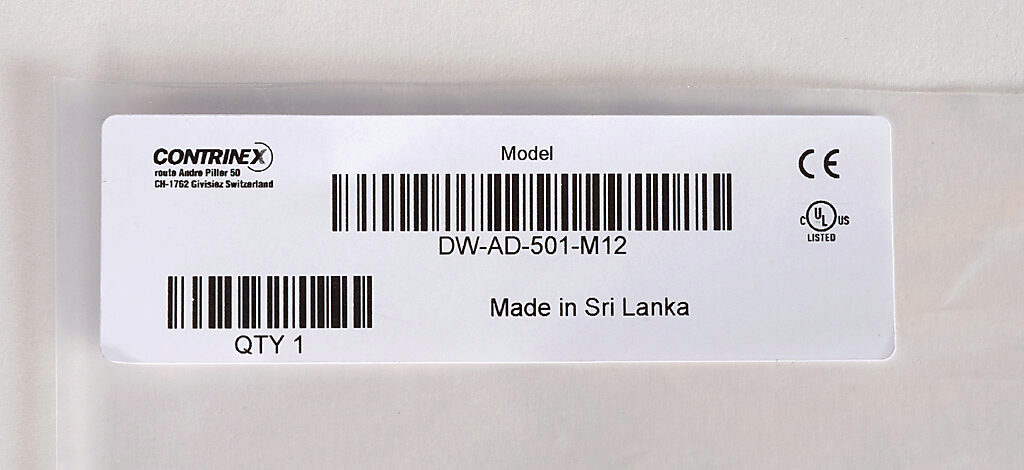 CONTRINEX
route André Piller 50
CH-1762 Givisiez Switzerland
Model
DW-AD-501-M12
CE
C UL US
LISTED
QTY 1
Made in Sri Lanka